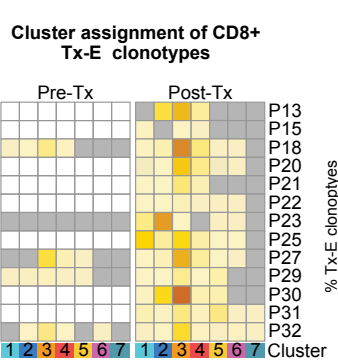 Cluster assignment of CD8+
Tx-E clonotypes
Pre-Tx Post-Tx
P13
P15
P18
P20
P21
P22
P23
P25
P27
P29
P30
P31
P32
1 2 3 4 5 6 7 1 2 3 4 5 6 7 Cluster
% Tx-E clonoptyes